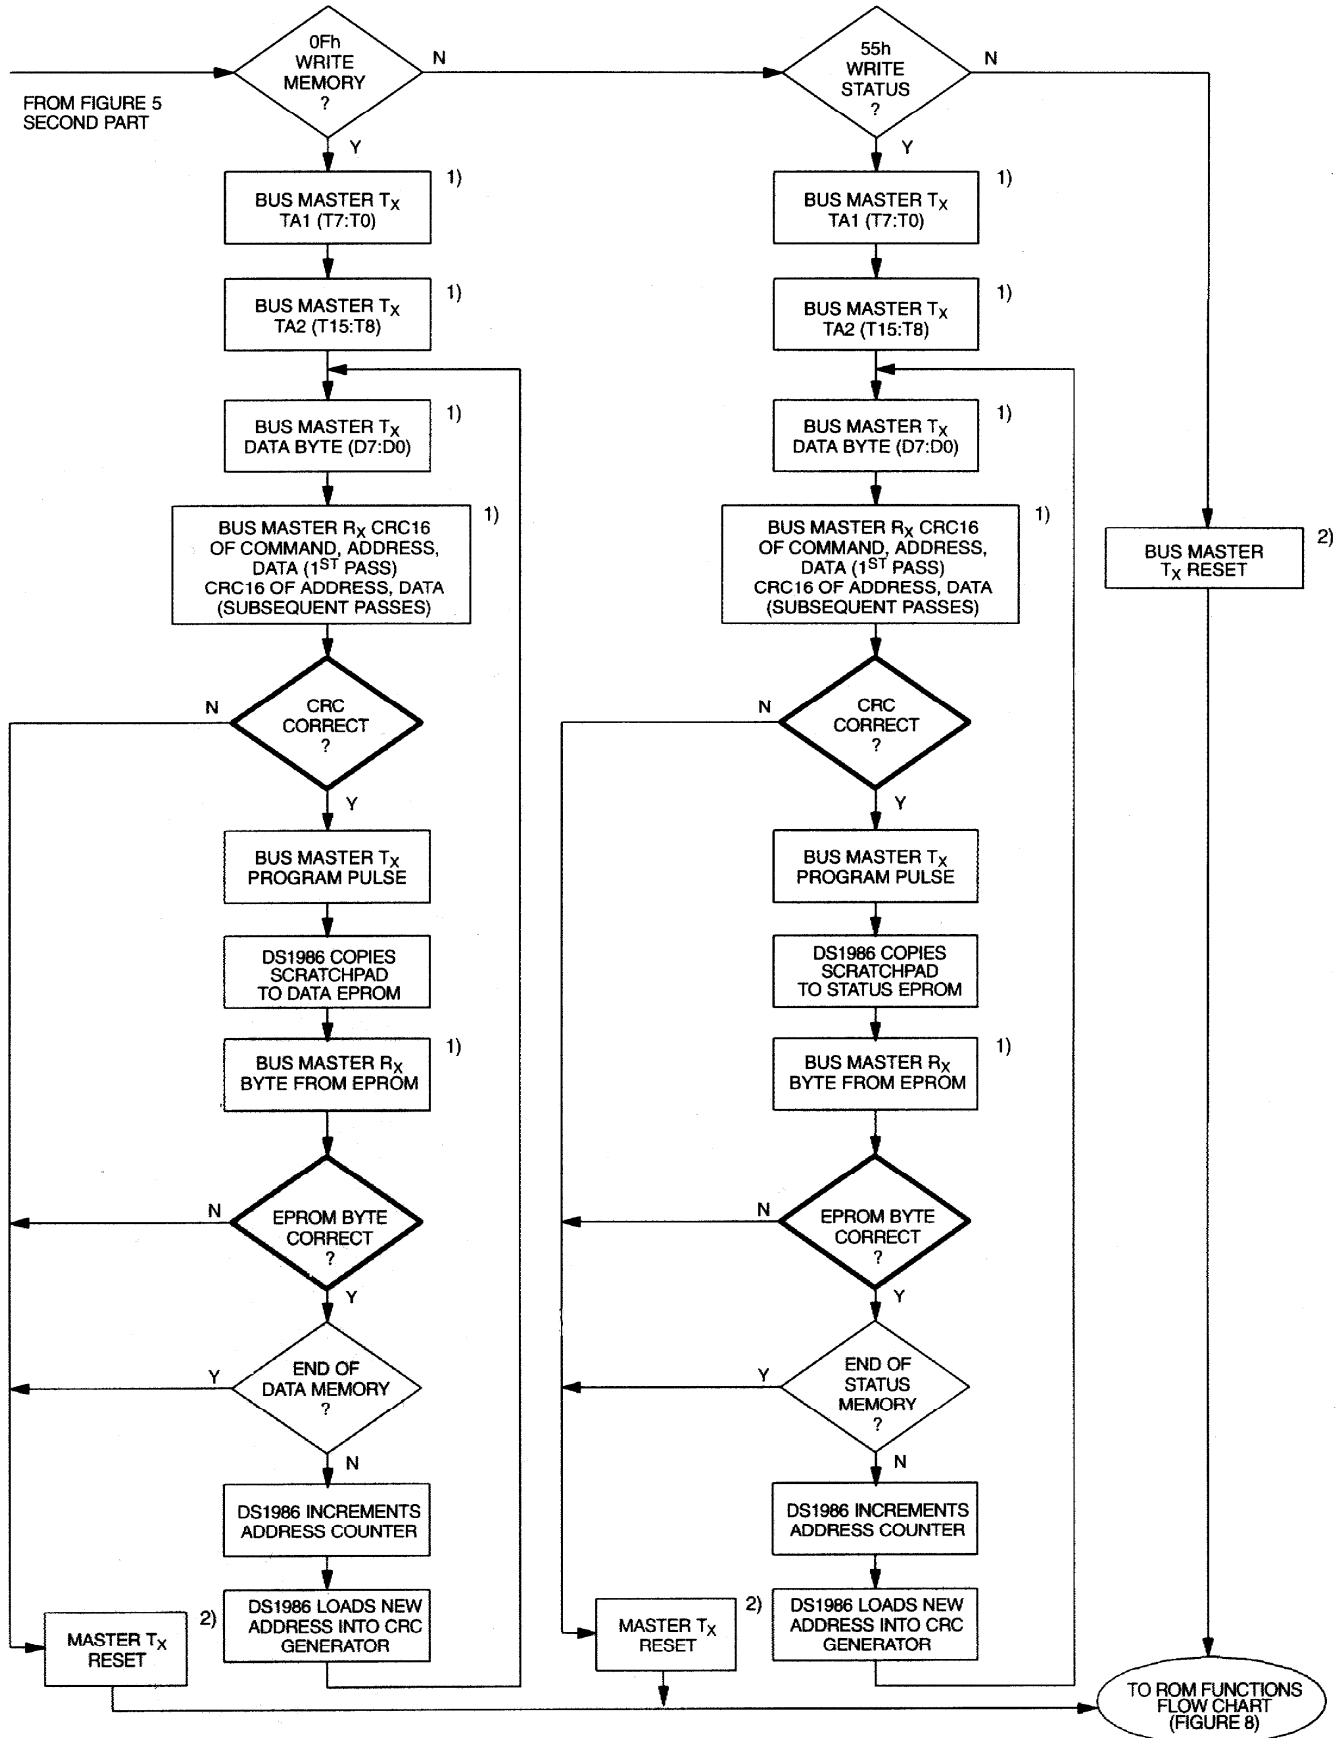 FROM FIGURE 5
SECOND PART
0Fh
WRITE
MEMORY
?
N
Y
BUS MASTER TX
TA1 (T7:T0)
1)
BUS MASTER TX
TA2 (T15:T8)
1)
BUS MASTER TX
DATA BYTE (D7:D0)
1)
BUS MASTER RX CRC16
OF COMMAND, ADDRESS,
DATA (1ST PASS)
CRC16 OF ADDRESS, DATA
(SUBSEQUENT PASSES)
1)
CRC
CORRECT
?
N
Y
BUS MASTER TX
PROGRAM PULSE
DS1986 COPIES
SCRATCHPAD
TO DATA EPROM
BUS MASTER RX
BYTE FROM EPROM
1)
EPROM BYTE
CORRECT
?
N
Y
END OF
DATA MEMORY
?
Y
N
DS1986 INCREMENTS
ADDRESS COUNTER
DS1986 LOADS NEW
ADDRESS INTO CRC
GENERATOR
MASTER TX
RESET
2)
55h
WRITE
STATUS
?
N
Y
BUS MASTER TX
TA1 (T7:T0)
1)
BUS MASTER TX
TA2 (T15:T8)
1)
BUS MASTER TX
DATA BYTE (D7:D0)
1)
BUS MASTER RX CRC16
OF COMMAND, ADDRESS,
DATA (1ST PASS)
CRC16 OF ADDRESS, DATA
(SUBSEQUENT PASSES)
1)
CRC
CORRECT
?
N
Y
BUS MASTER TX
PROGRAM PULSE
DS1986 COPIES
SCRATCHPAD
TO STATUS EPROM
BUS MASTER RX
BYTE FROM EPROM
1)
EPROM BYTE
CORRECT
?
N
Y
END OF
STATUS
MEMORY
?
Y
N
DS1986 INCREMENTS
ADDRESS COUNTER
DS1986 LOADS NEW
ADDRESS INTO CRC
GENERATOR
MASTER TX
RESET
2)
BUS MASTER
TX RESET
2)
TO ROM FUNCTIONS
FLOW CHART
(FIGURE 8)